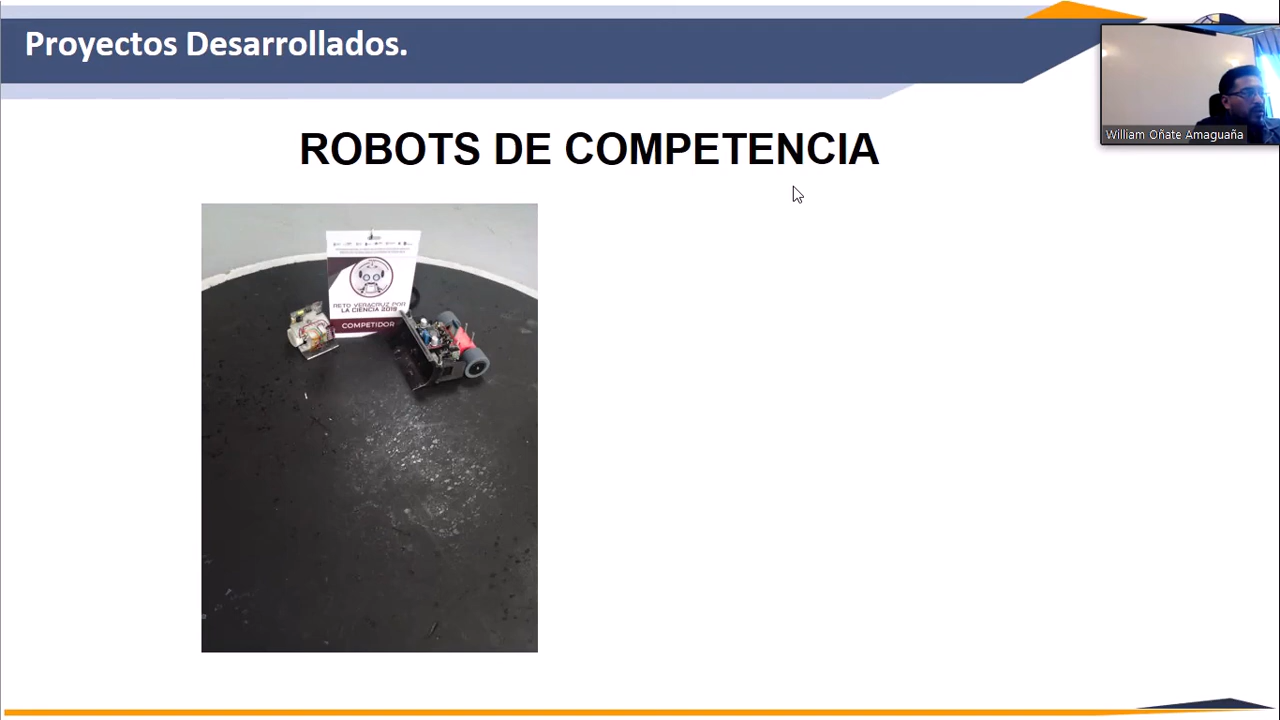 Proyectos Desarrollados.
William Oñate Amaguaña
ROBOTS DE COMPETENCIA
RETO VERACRUZ POR
LA CIENCIA 2019
COMPETIDOR